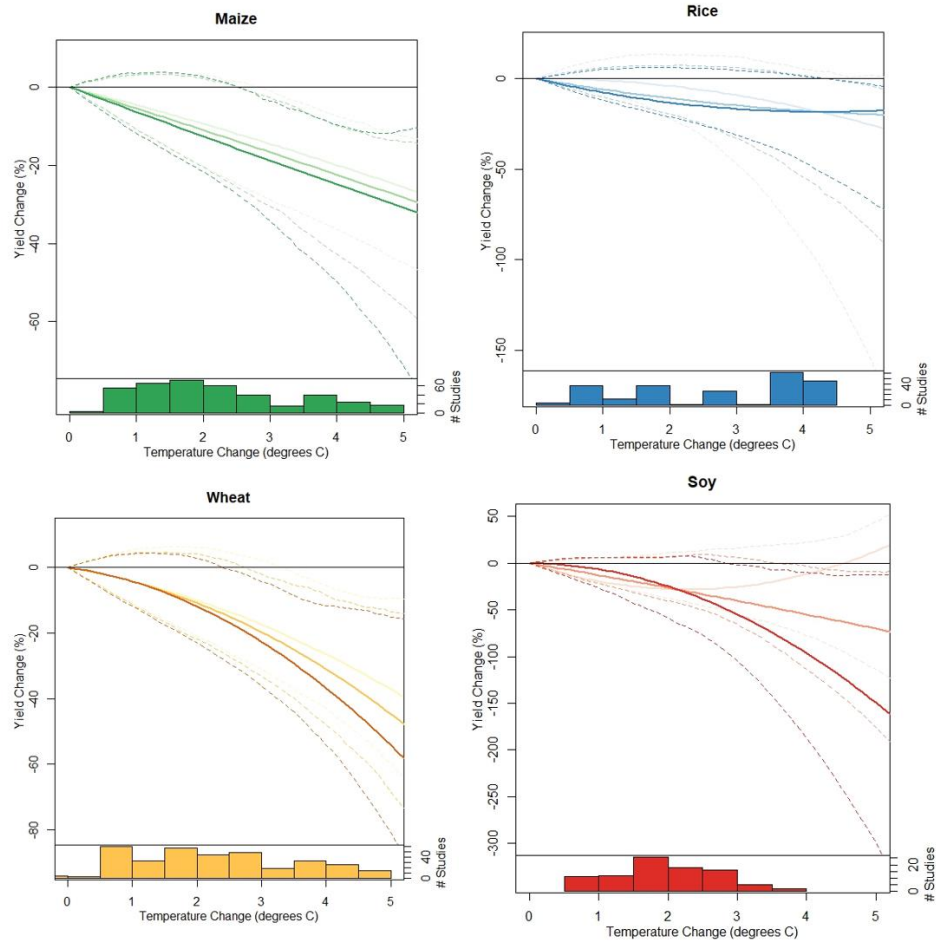 Maize
0
-20
-40
-60
Yield Change (%)
0 60
# Studies
0 1 2 3 4 5
Temperature Change (degrees C)
Rice
0
-50
-100
-150
Yield Change (%)
0 40
# Studies
0 1 2 3 4 5
Temperature Change (degrees C)
Wheat
0
-20
-40
-60
-80
Yield Change (%)
0 40
# Studies
0 1 2 3 4 5
Temperature Change (degrees C)
Soy
50
0
-50
-100
-150
-200
-250
-300
Yield Change (%)
0 20
# Studies
0 1 2 3 4 5
Temperature Change (degrees C)